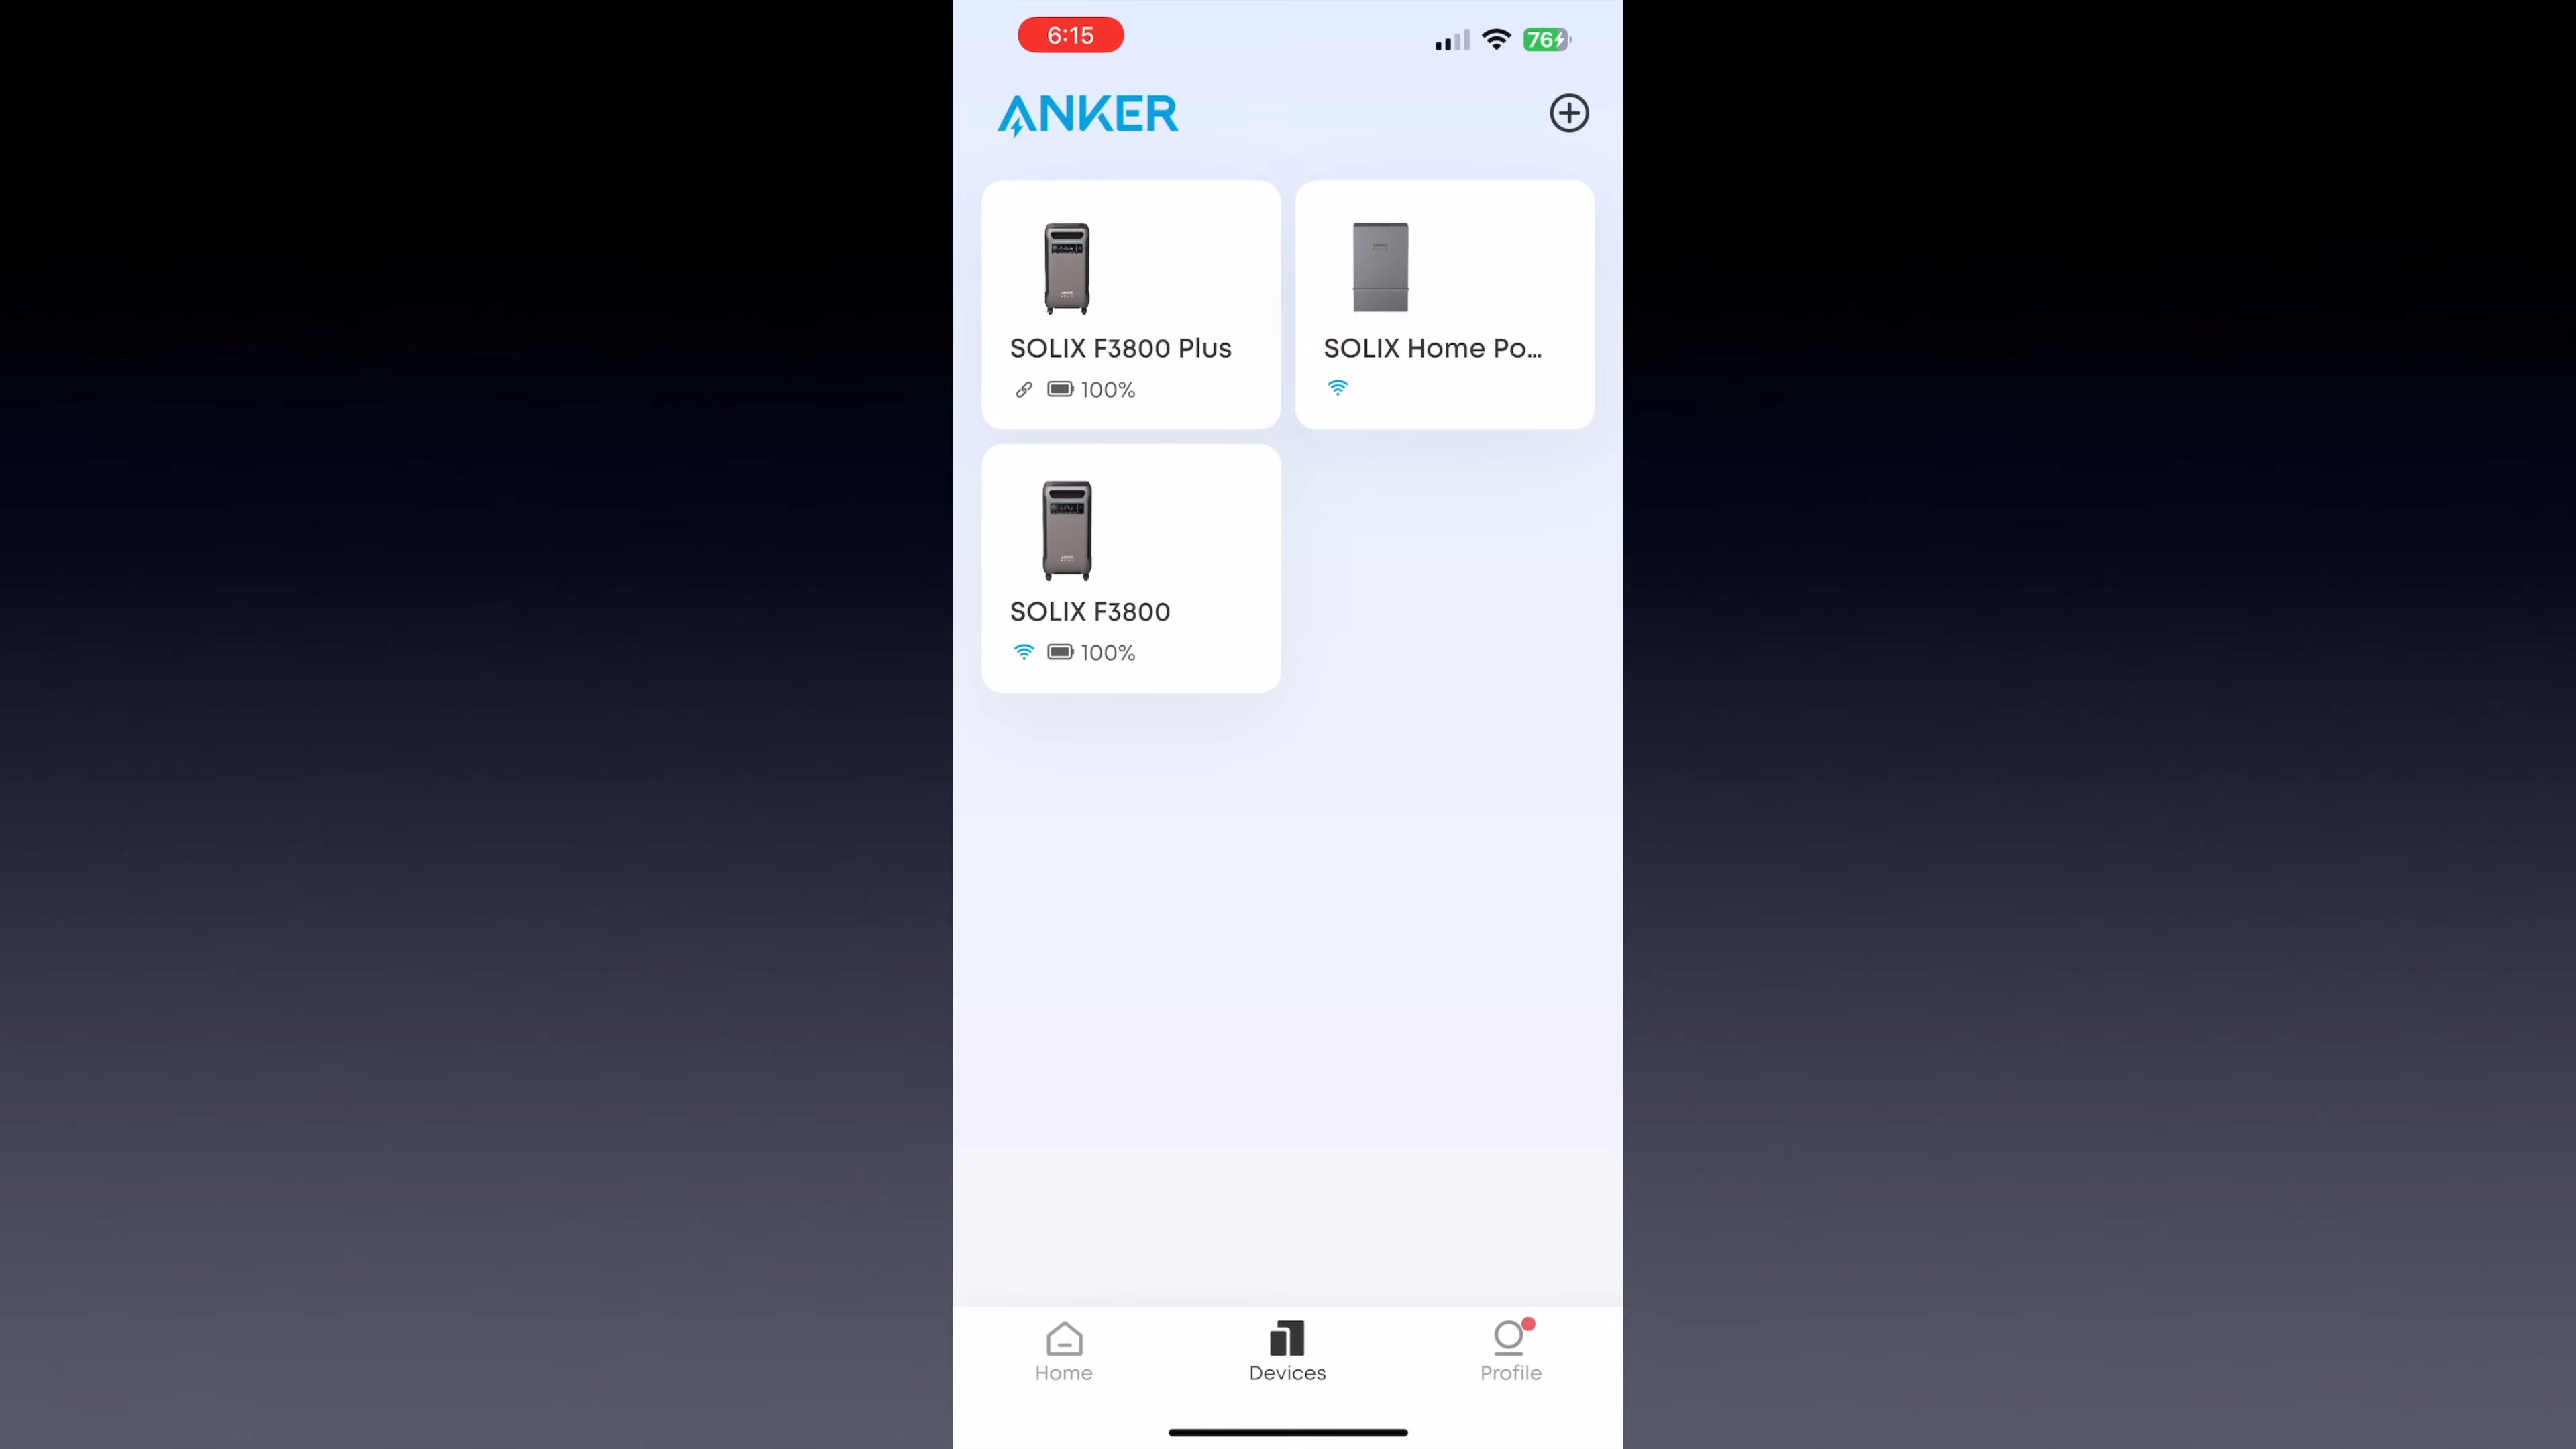 6:15
76
ANKER
SOLIX F3800 Plus
100%
SOLIX Home Po...
SOLIX F3800
100%
Home
Devices
Profile